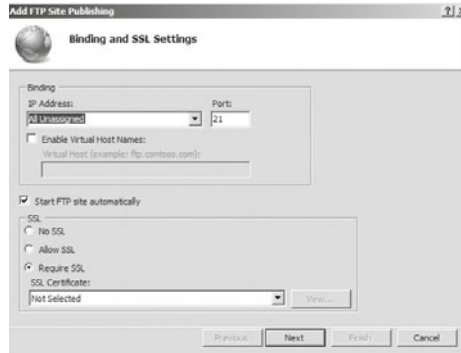 Add FTP Site Publishing
Binding and SSL Settings
Binding
IP Address: Port:
All Unassigned 21
Enable Virtual Host Names:
Virtual Host (example: ftp.contoso.com):
Start FTP site automatically
SSL
No SSL
Allow SSL
Require SSL
SSL Certificate:
Not Selected View...
Previous Next Finish Cancel